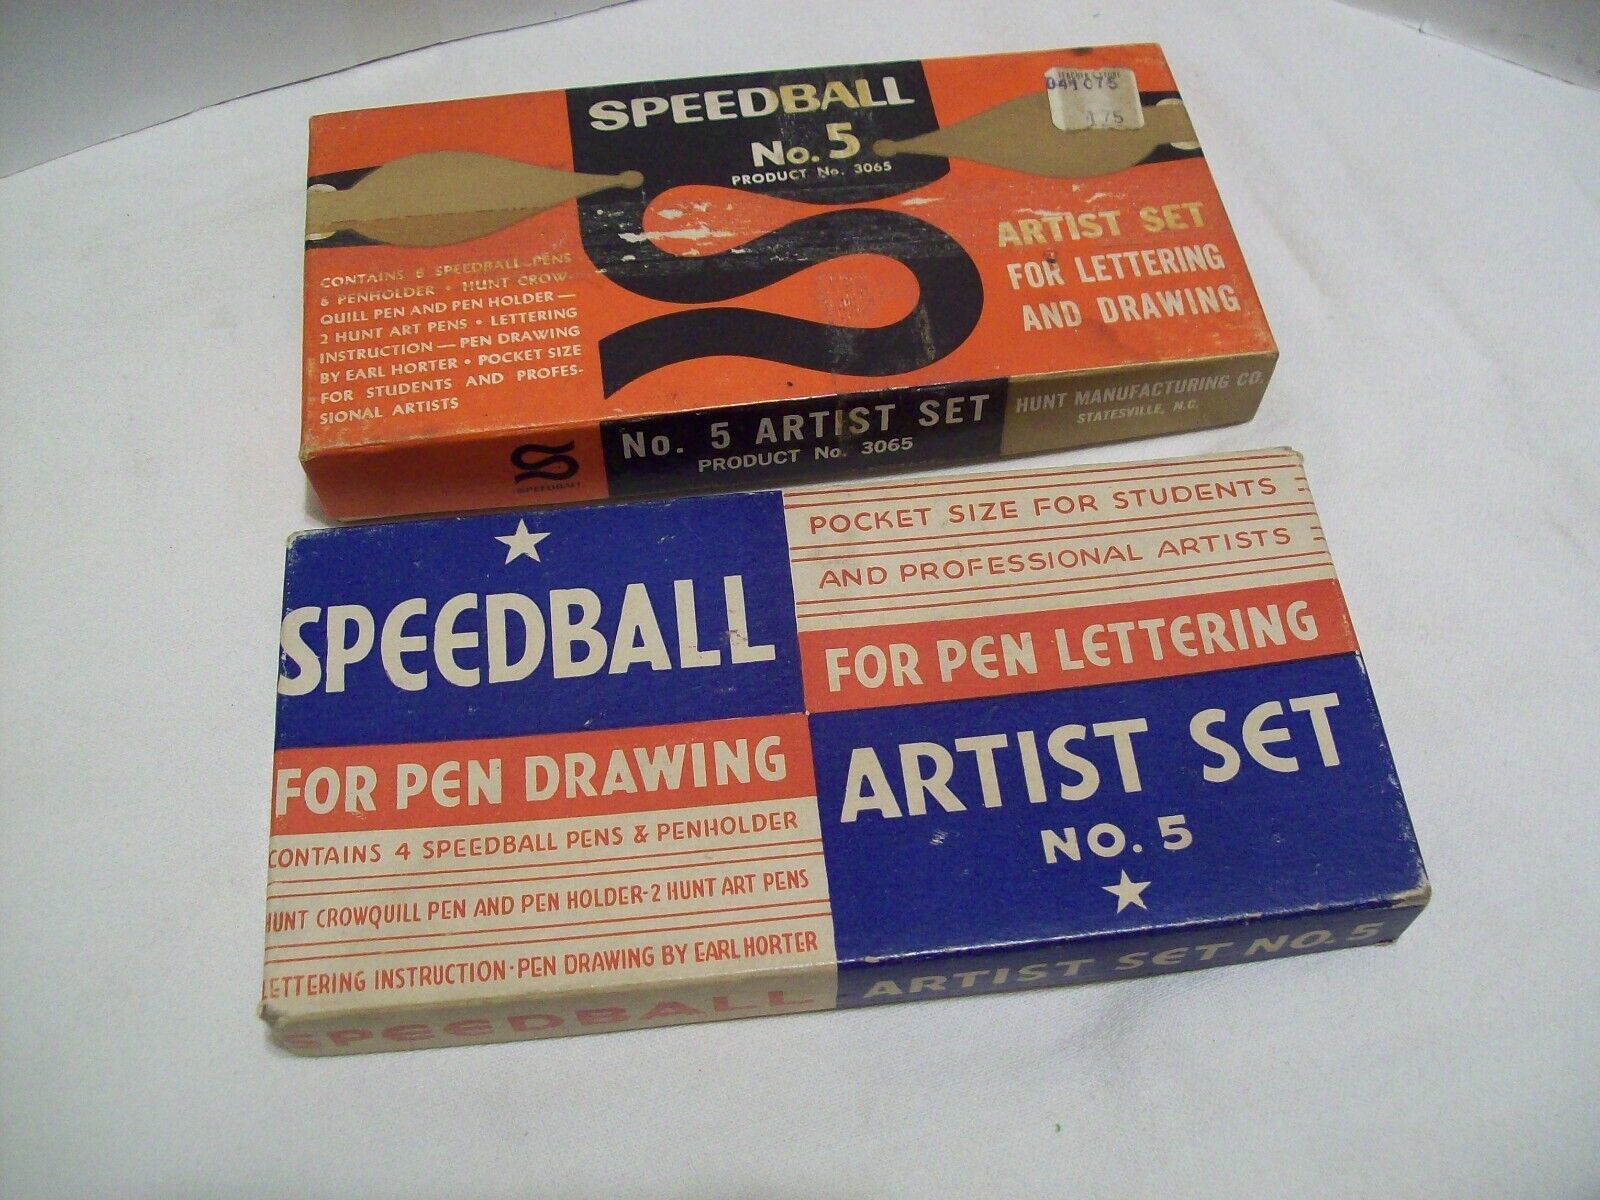 SPEEDBALL
No. 5
PRODUCT No. 3065
041075
175
ARTIST SET
FOR LETTERING
AND DRAWING
CONTAINS 6 SPEEDBALL PENS
& PENHOLDER • HUNT CROW-
QUILL PEN AND PEN HOLDER—
2 HUNT ART PENS • LETTERING
INSTRUCTION—PEN DRAWING
BY EARL HORTER • POCKET SIZE
FOR STUDENTS AND PROFES-
SIONAL ARTISTS
SPEEDBALL
No. 5 ARTIST SET
PRODUCT No. 3065
HUNT MANUFACTURING CO.
STATESVILLE, N.C.
SPEEDBALL
FOR PEN DRAWING
CONTAINS 4 SPEEDBALL PENS & PENHOLDER
HUNT CROWQUILL PEN AND PEN HOLDER-2 HUNT ART PENS
LETTERING INSTRUCTION·PEN DRAWING BY EARL HORTER
POCKET SIZE FOR STUDENTS
AND PROFESSIONAL ARTISTS
FOR PEN LETTERING
ARTIST SET
NO. 5
SPEEDBALL
ARTIST SET NO. 5